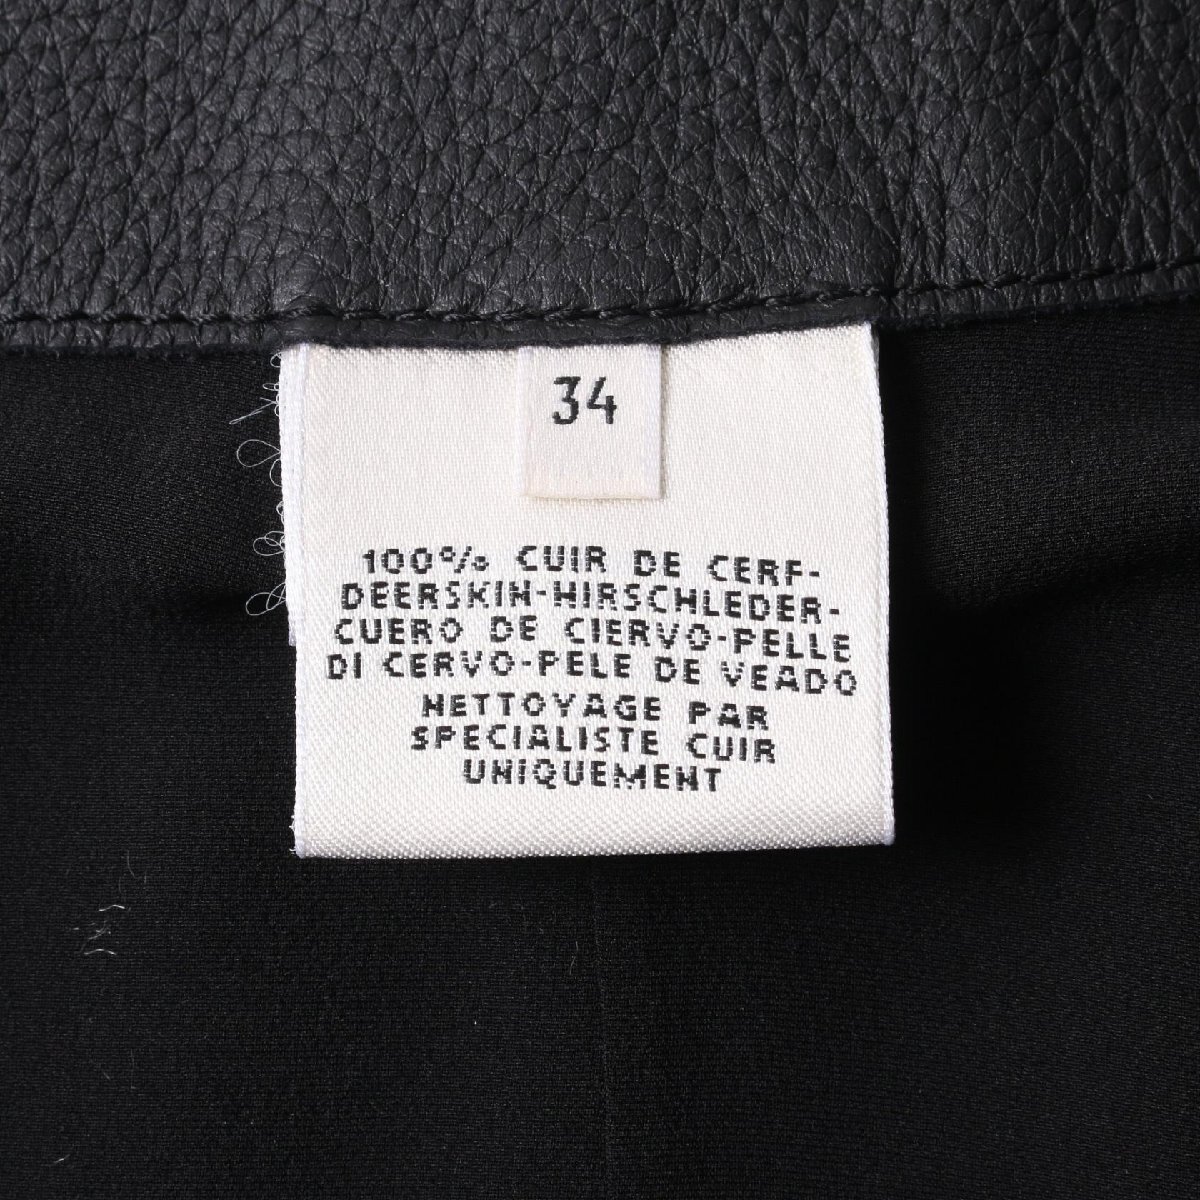 34
100% CUIR DE CERF-
DEERSKIN-HIRSCHLEDER-
CUERO DE CIERVO-PELLE
DI CERVO-PELE DE VEADO
NETTOYAGE PAR
SPECIALISTE CUIR
UNIQUEMENT